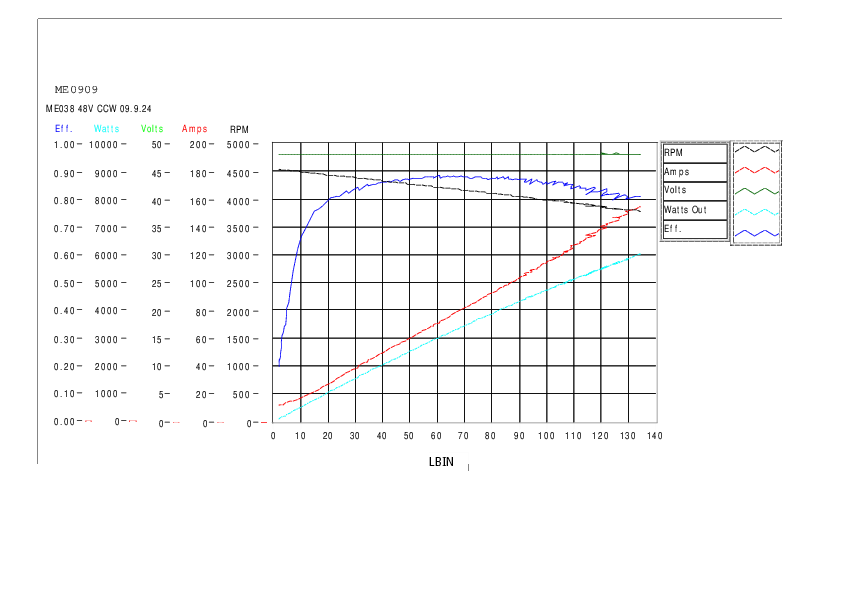 ME0909
ME038 48V CCW 09.9.24
Eff. Watts Volts Amps RPM
1.00 10000 50 200 5000
0.90 9000 45 180 4500
0.80 8000 40 160 4000
0.70 7000 35 140 3500
0.60 6000 30 120 3000
0.50 5000 25 100 2500
0.40 4000 20 80 2000
0.30 3000 15 60 1500
0.20 2000 10 40 1000
0.10 1000 5 20 500
0.00 0 0 0 0
0 10 20 30 40 50 60 70 80 90 100 110 120 130 140
LBIN
RPM
Amps
Volts
Watts Out
Eff.